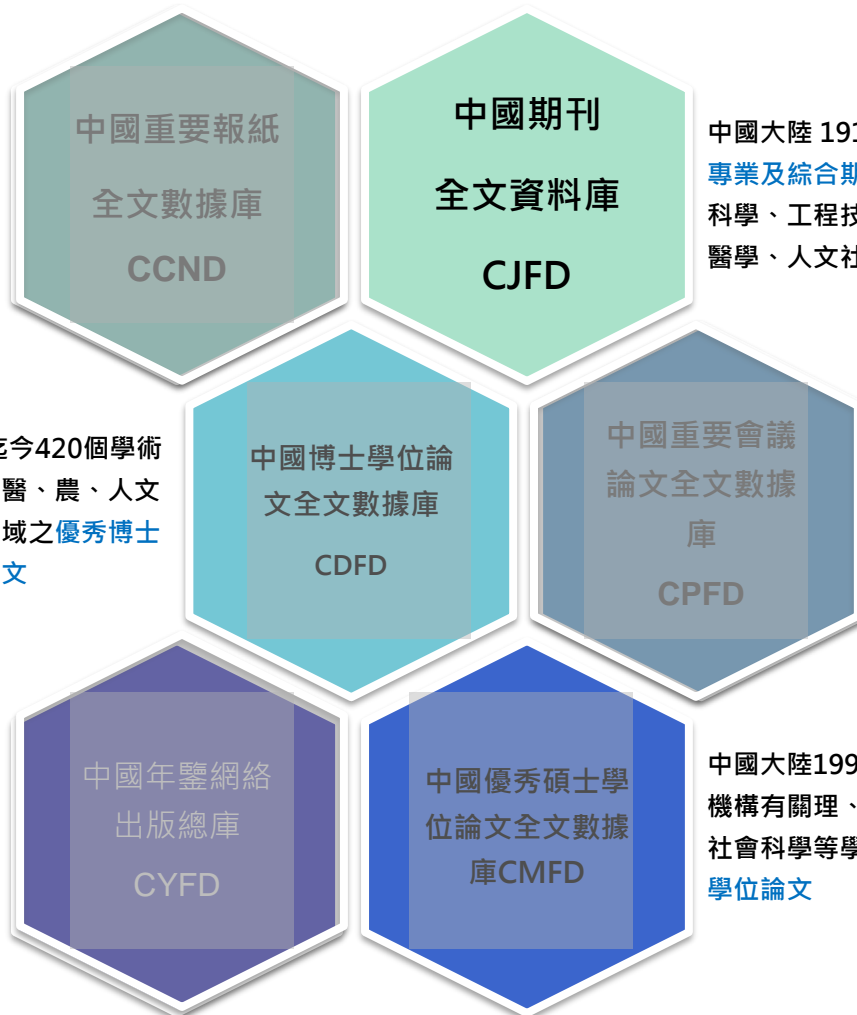 中國重要報紙
全文數據庫
CCND
中國期刊
全文資料庫
CJFD
中國大陸 191
專業及綜合期
科學、工程技
醫學、人文社
迄今420個學術
醫、農、人文
域之優秀博士
文
中國博士學位論
文全文數據庫
CDFD
中國重要會議
論文全文數據
庫
CPFD
中國年鑒網絡
出版總庫
CYFD
中國優秀碩士學
位論文全文數據
庫CMFD
中國大陸199
機構有關理、
社會科學等學
學位論文